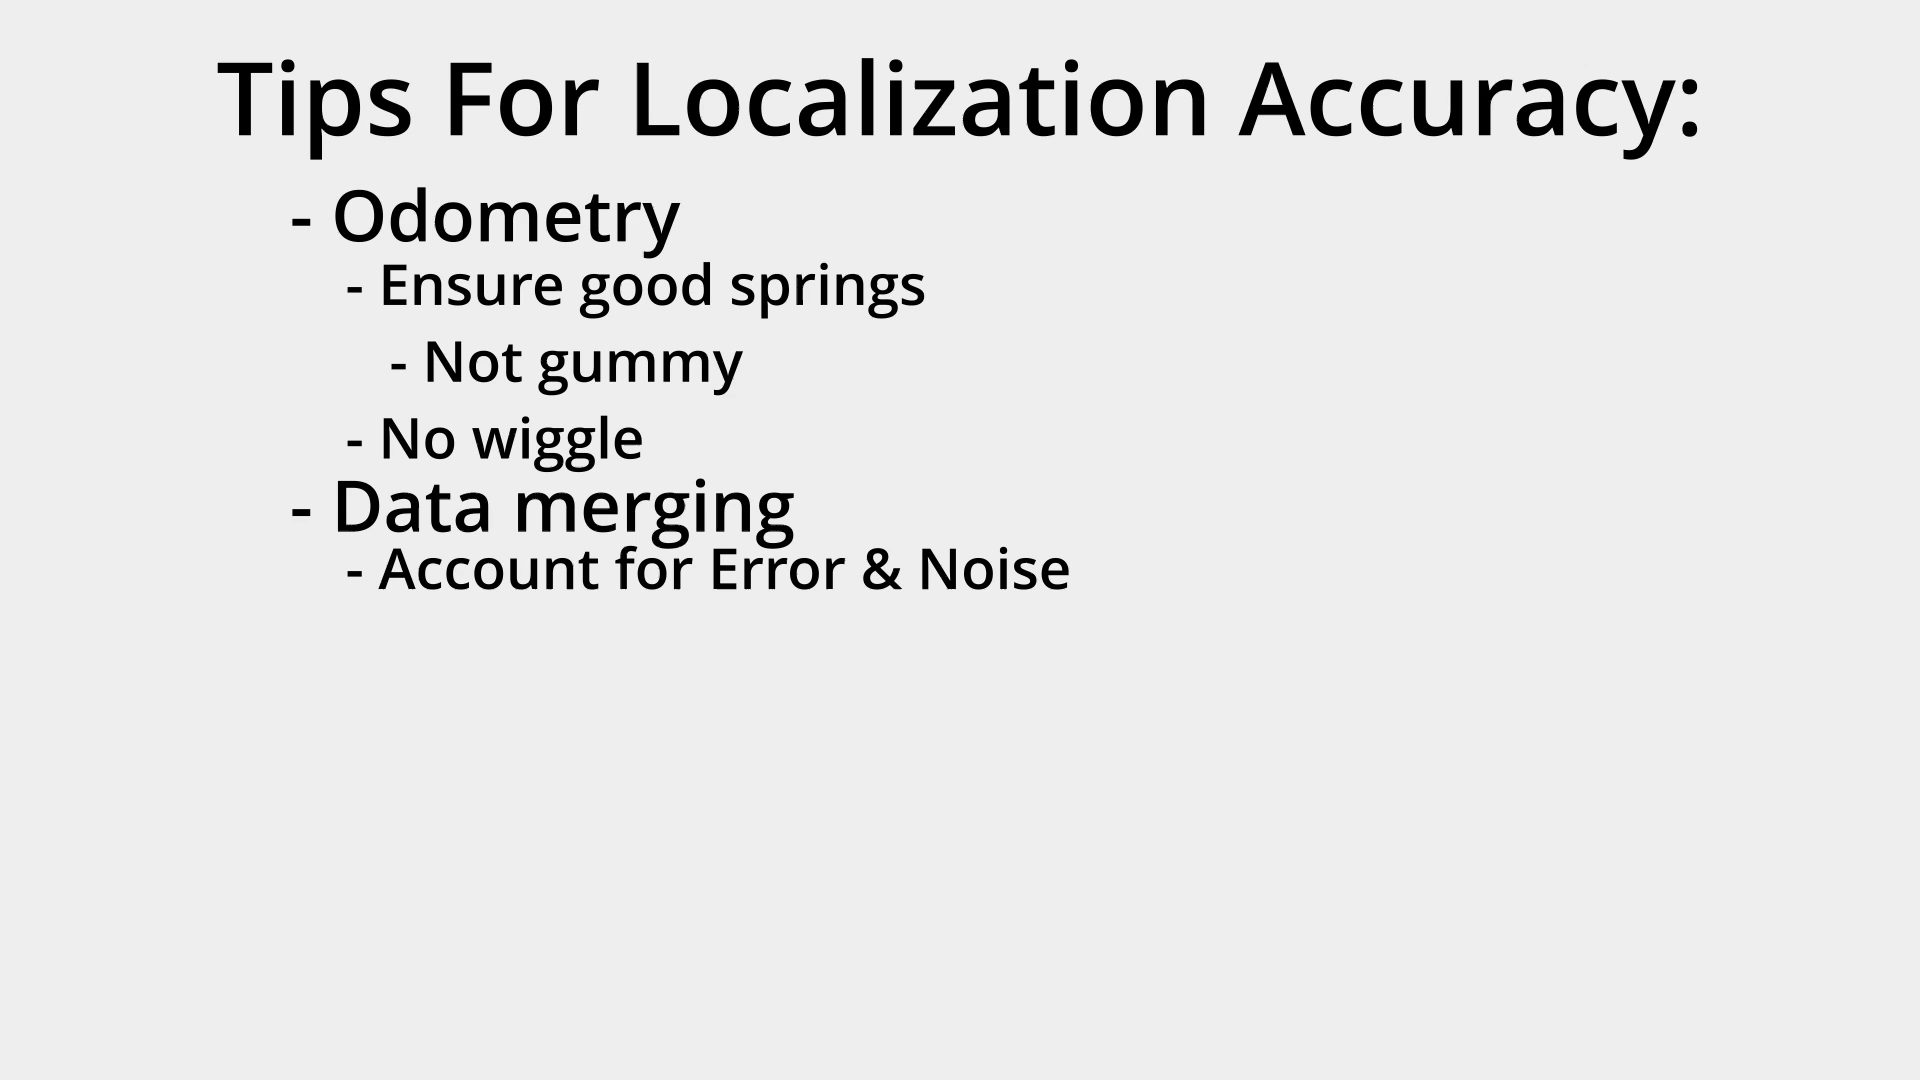 Tips For Localization Accuracy:
- Odometry
- Ensure good springs
- Not gummy
- No wiggle
- Data merging
- Account for Error & Noise